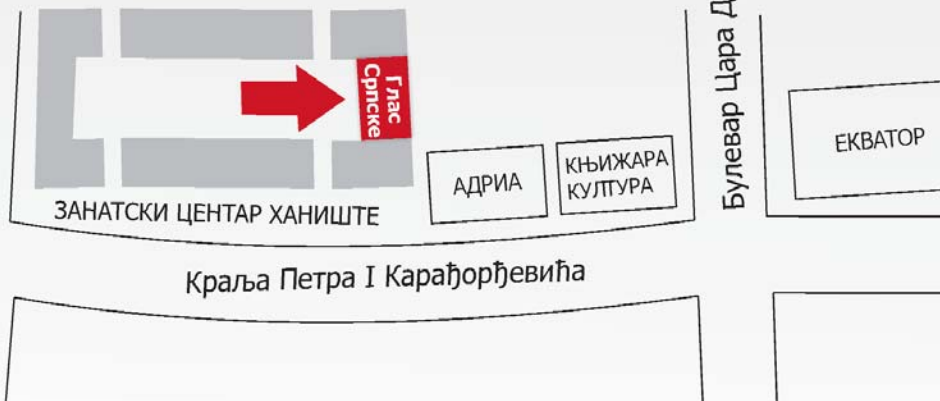 Глас
Српске
Булевар Цара
ЕКВАТОР
АДРИА
КЊИЖАРА
КУЛТУРА
ЗАНАТСКИ ЦЕНТАР ХАНИШТЕ
Краља Петра I Карађорђевића